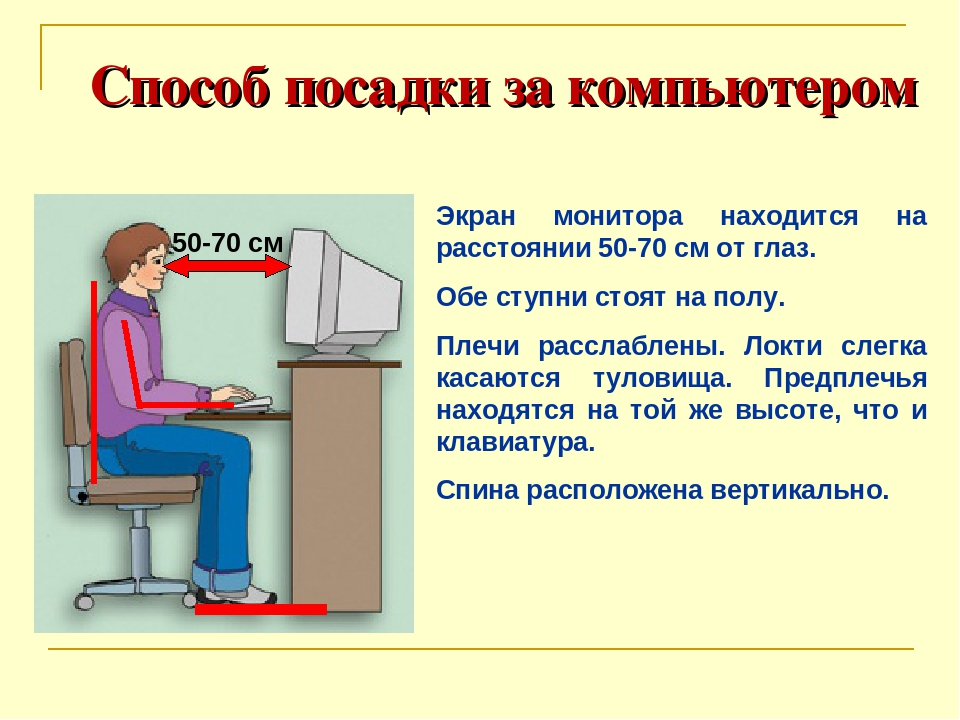 Способ посадки за компьютером
50-70 см
Экран монитора находится на
расстоянии 50-70 см от глаз.
Обе ступни стоят на полу.
Плечи расслаблены. Локти слегка
касаются туловища. Предплечья
находятся на той же высоте, что и
клавиатура.
Спина расположена вертикально.